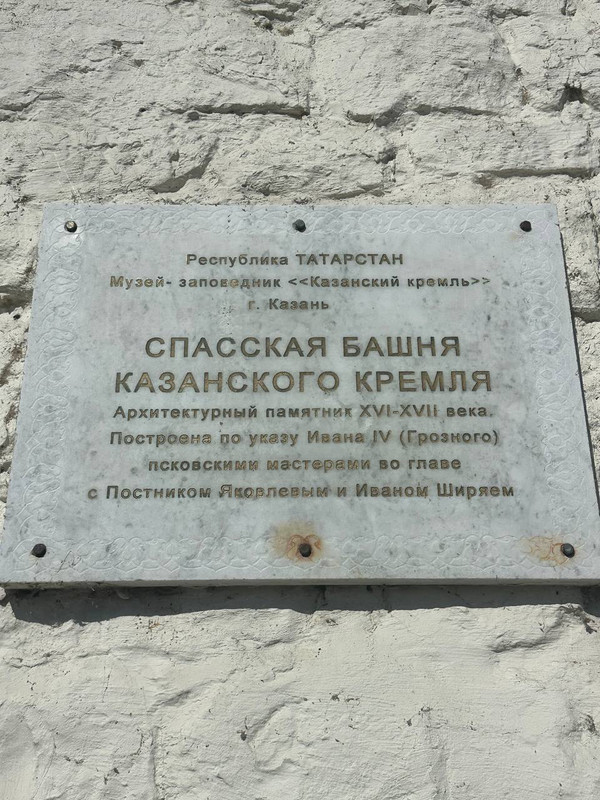 Республика ТАТАРСТАН
Музей- заповедник <<Казанский кремль>>
г. Казань
СПАССКАЯ БАШНЯ
КАЗАНСКОГО КРЕМЛЯ
Архитектурный памятник XVI-XVII века.
Построена по указу Ивана IV (Грозного)
псковскими мастерами во главе
с Постником Яковлевым и Иваном Ширяем